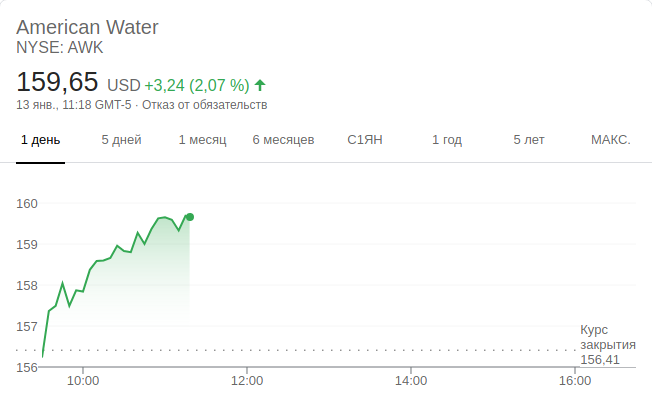 American Water
NYSE: AWK
159,65 USD +3,24 (2,07 %)
13 янв., 11:18 GMT-5 · Отказ от обязательств
1 день 5 дней 1 месяц 6 месяцев С1ЯН 1 год 5 лет МАКС.
160
159
158
157
Курс
закрытия
156,41
156
10:00 12:00 14:00 16:00